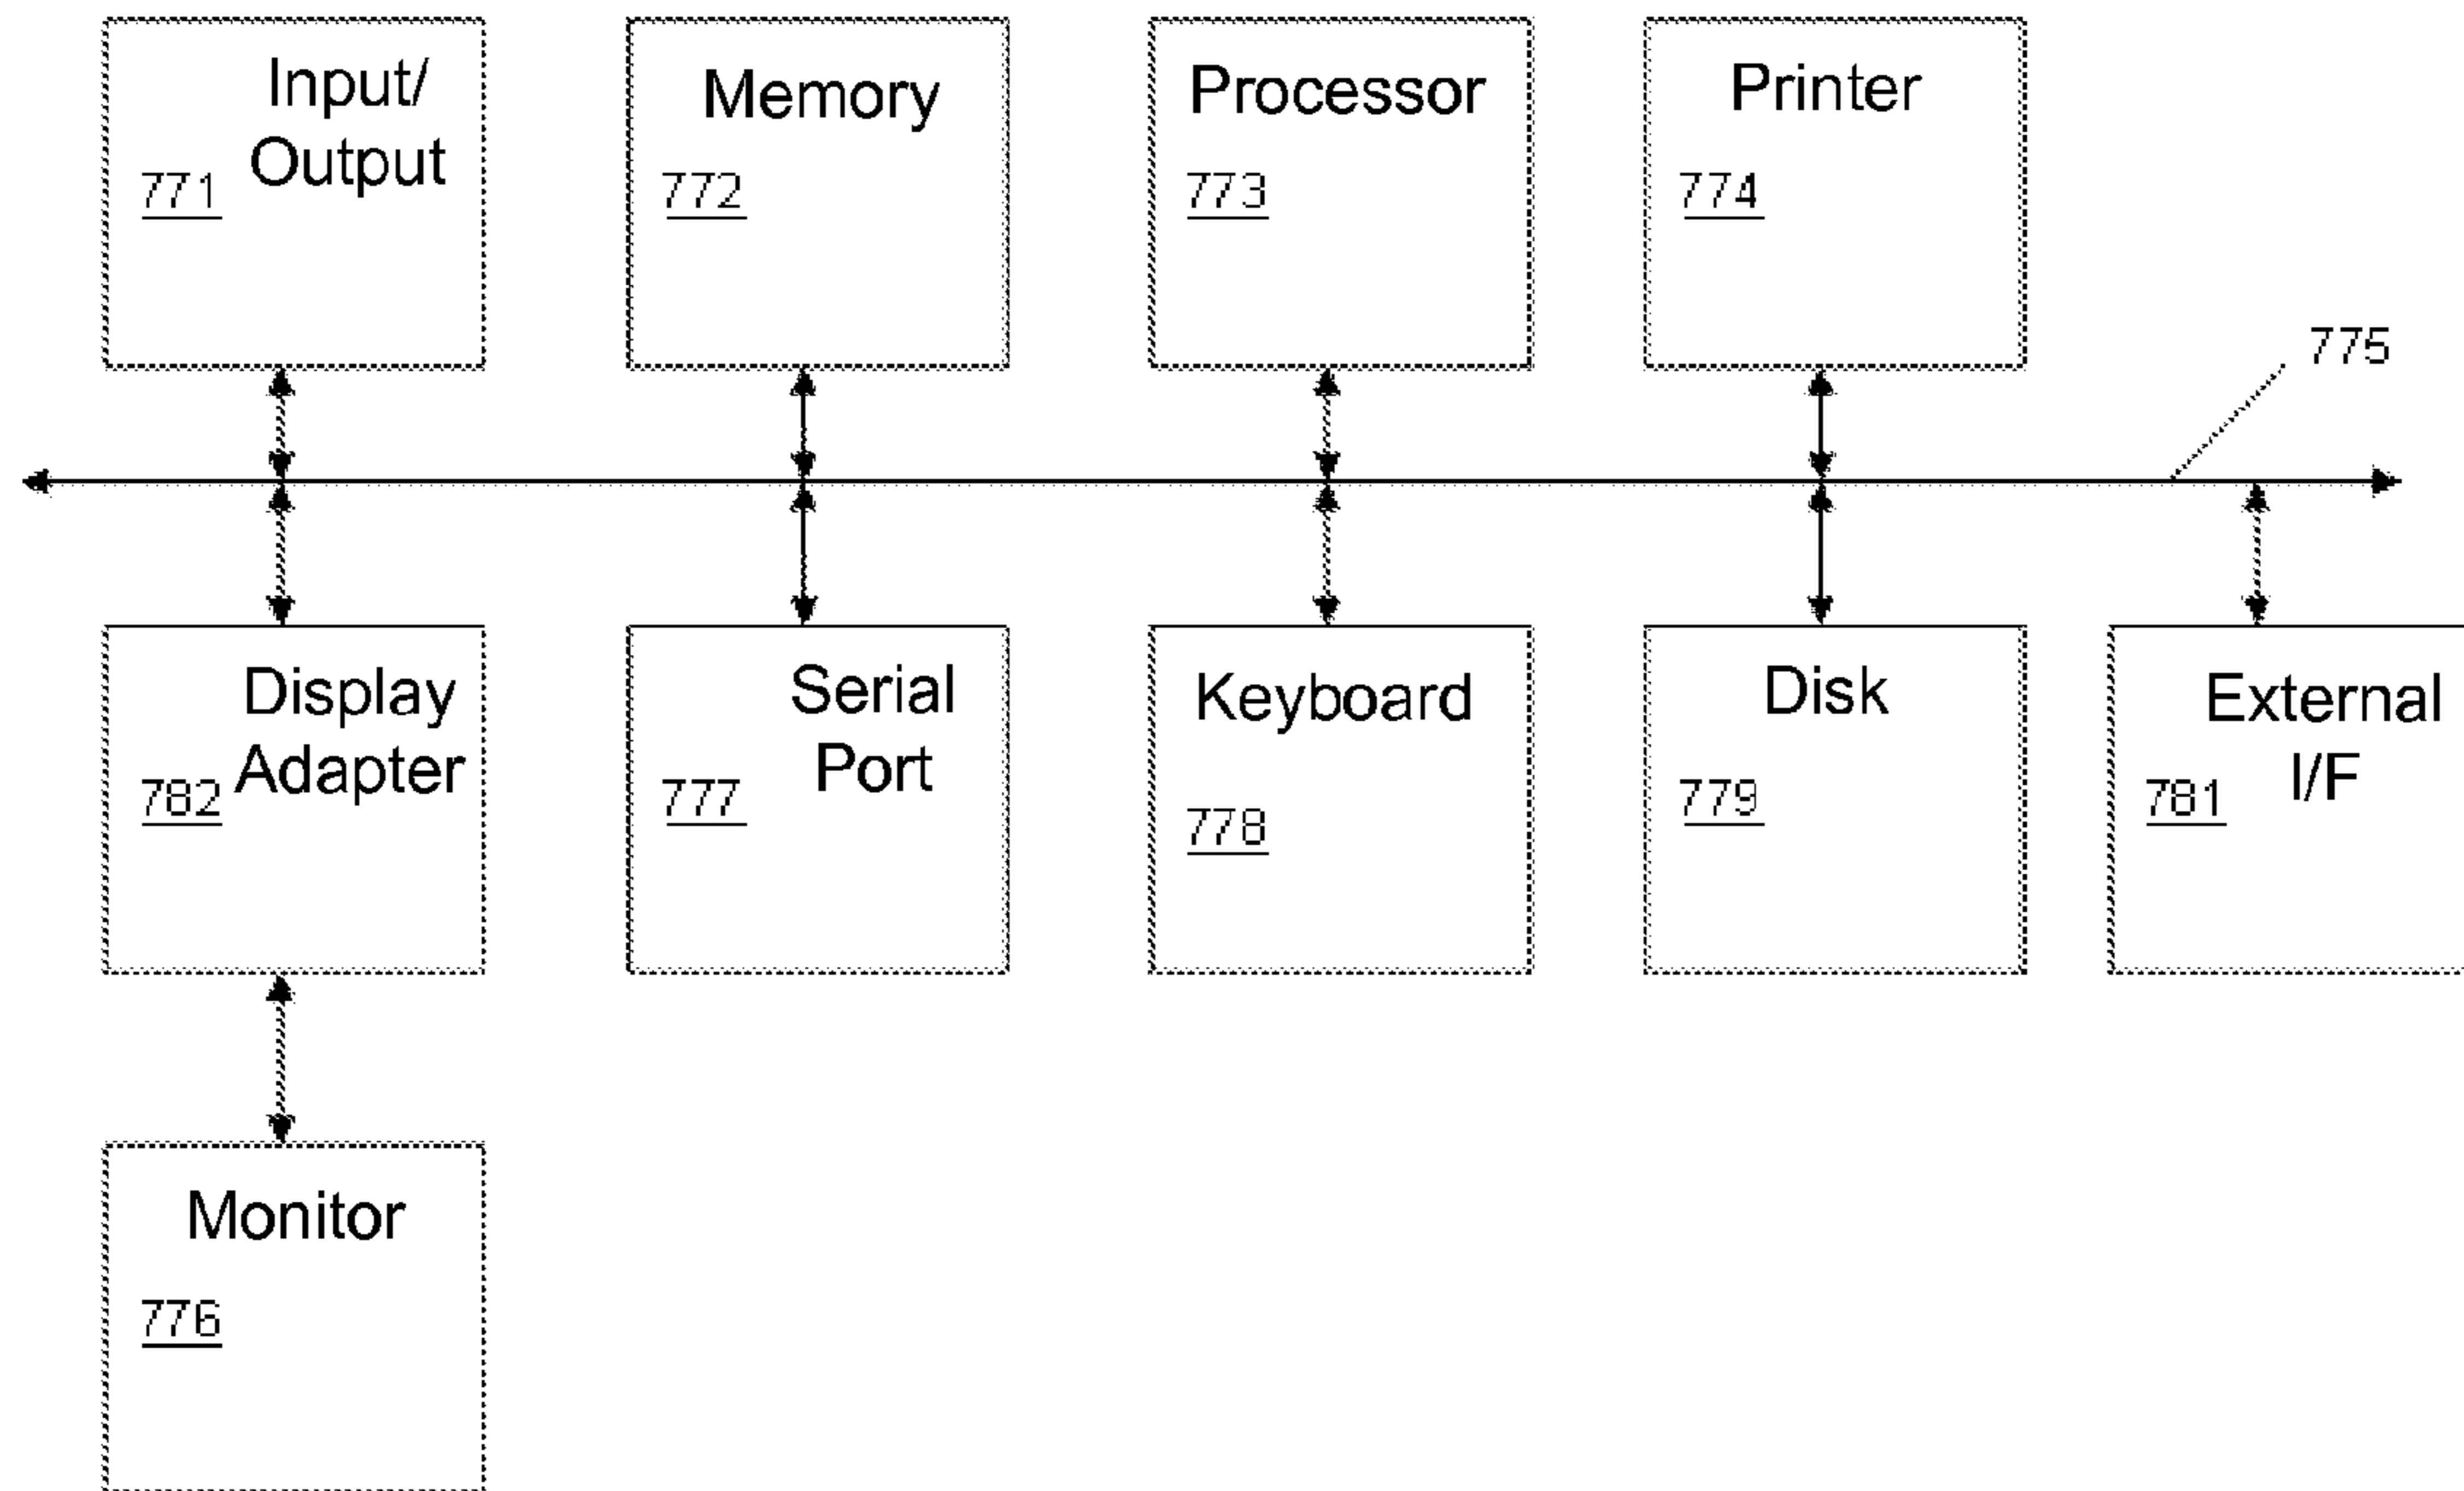 Input/
Output
771
Memory
772
Processor
773
Printer
774
775
Display
Adapter
782
Serial
Port
777
Keyboard
778
Disk
779
External
I/F
781
Monitor
776